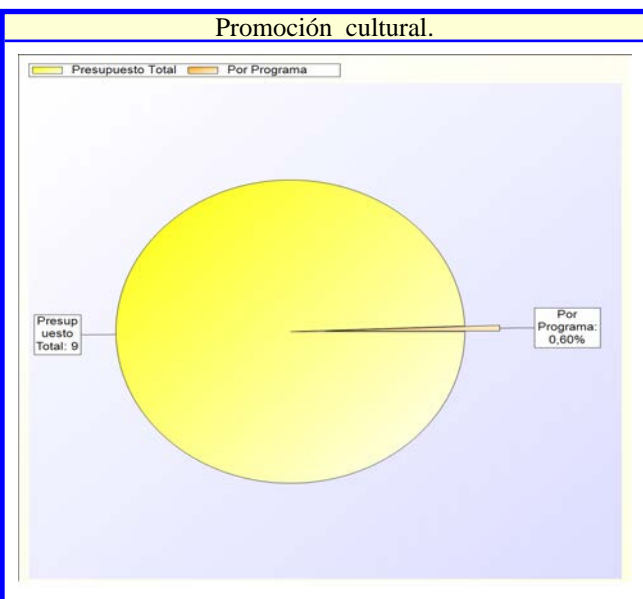 Promoción cultural.
Presupuesto Total Por Programa
Presup
uesto
Total: 9
Por
Programa:
0,60%